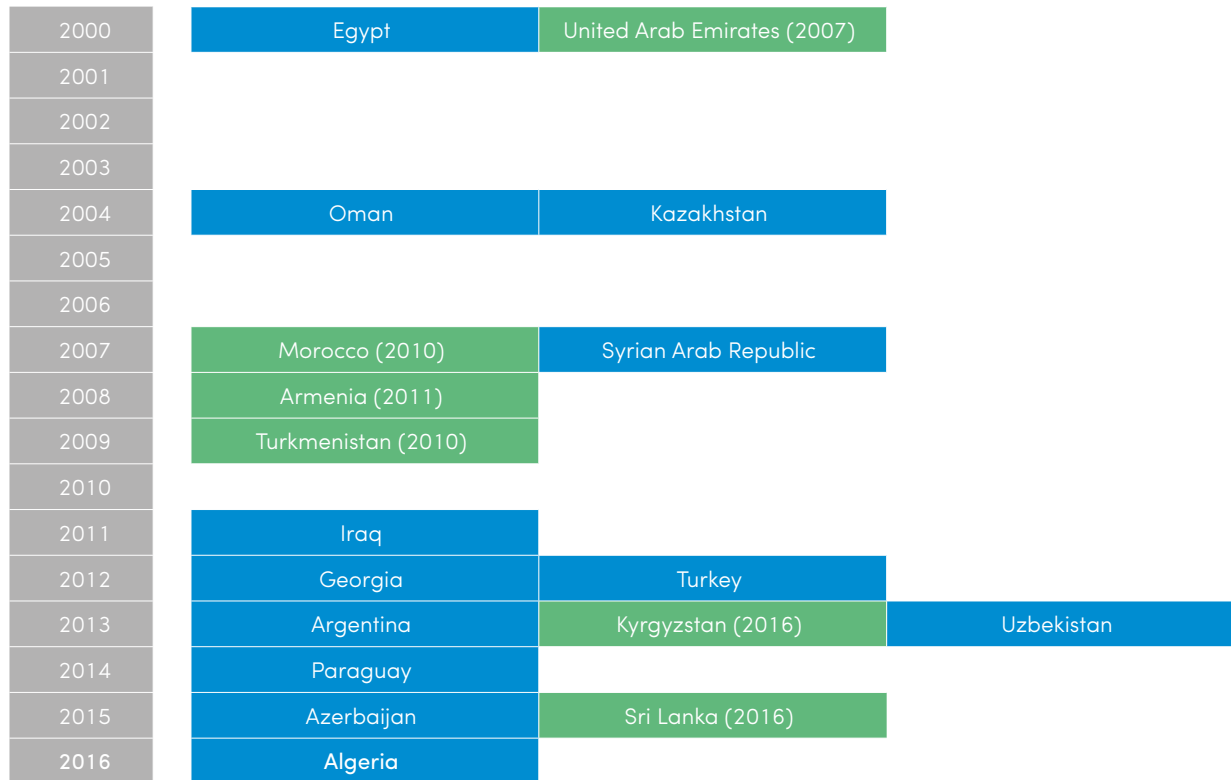 2000 Egypt United Arab Emirates (2007)
2001
2002
2003
2004 Oman Kazakhstan
2005
2006
2007 Morocco (2010) Syrian Arab Republic
2008 Armenia (2011)
2009 Turkmenistan (2010)
2010
2011 Iraq
2012 Georgia Turkey
2013 Argentina Kyrgyzstan (2016) Uzbekistan
2014 Paraguay
2015 Azerbaijan Sri Lanka (2016)
2016 Algeria